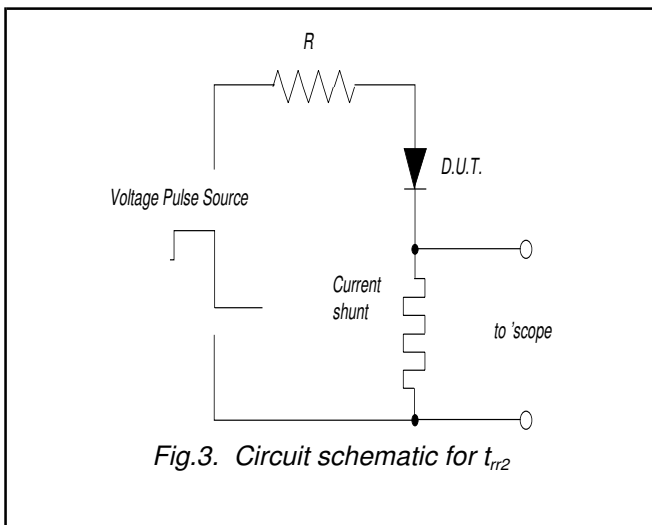 R
D.U.T.
Voltage Pulse Source
Current
shunt
to 'scope
Fig.3. Circuit schematic for trr2